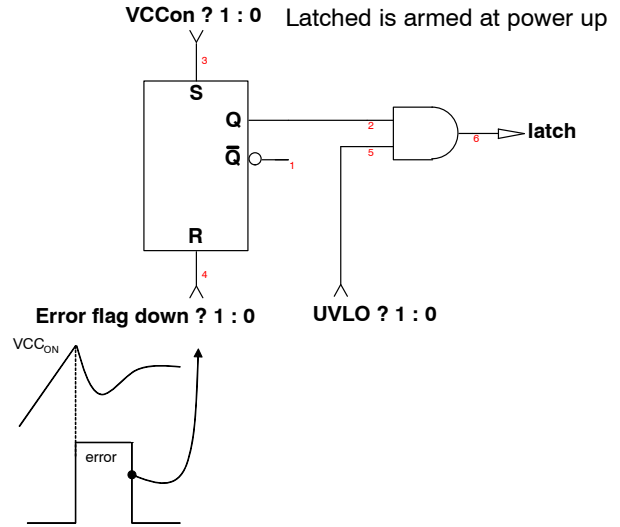 VCCon ? 1 : 0
Latched is armed at power up
3
S
Q
2
latch
6
5
Q̅
1
R
4
Error flag down ? 1 : 0
UVLO ? 1 : 0
VCCON
error